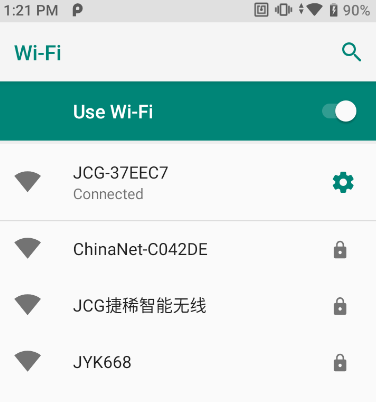 1:21 PM 90%
Wi-Fi
Use Wi-Fi
JCG-37EEC7
Connected
ChinaNet-C042DE
JCG捷稀智能无线
JYK668